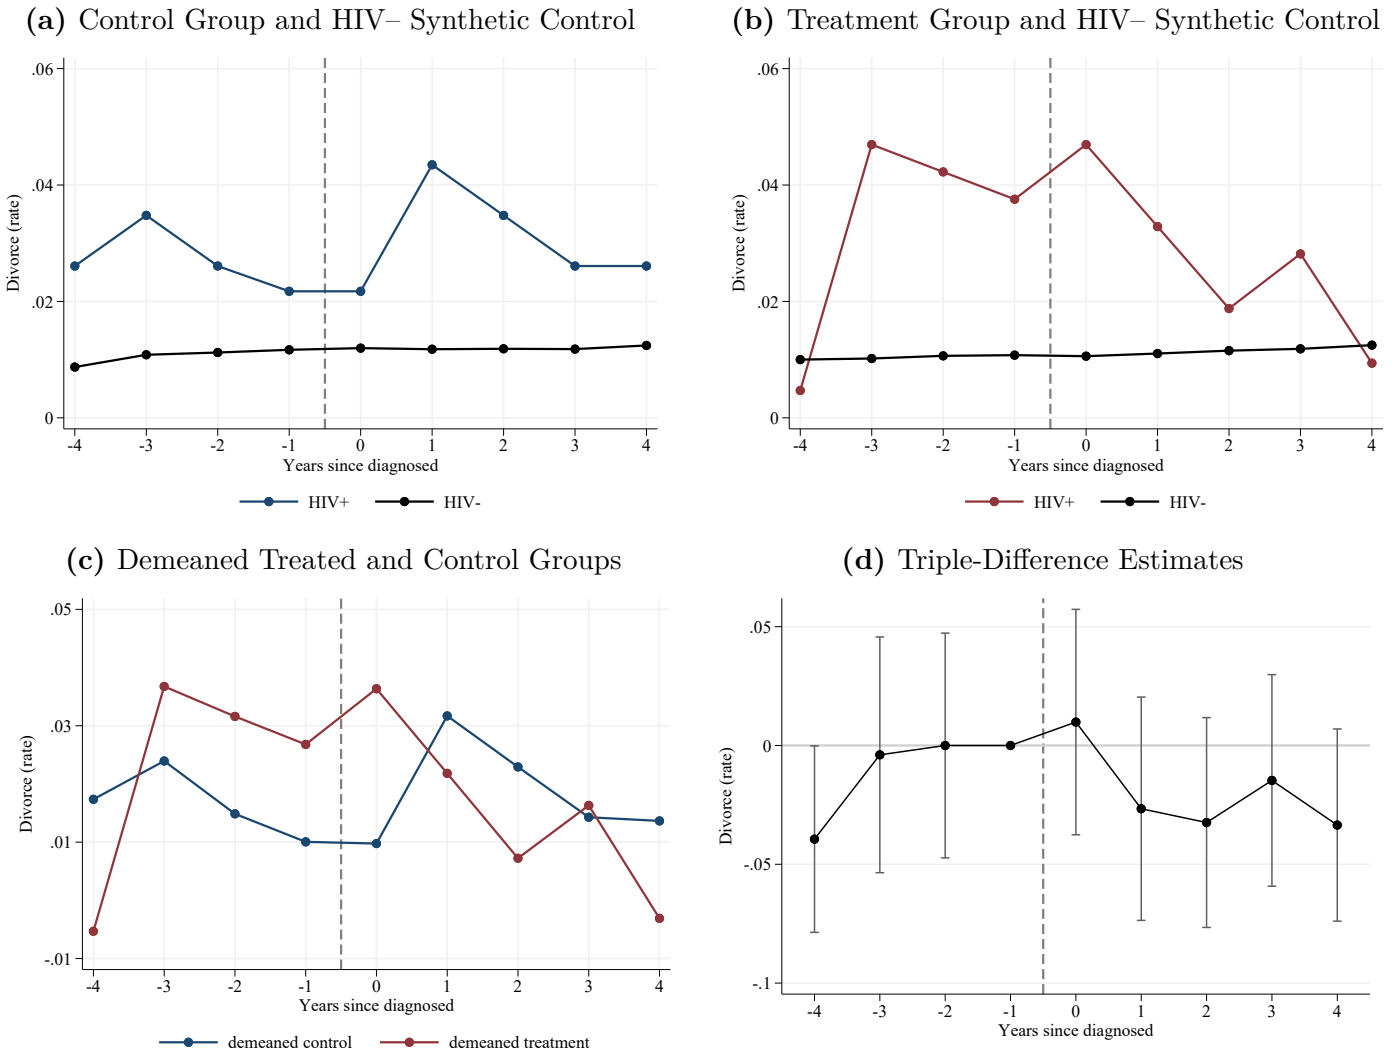 (a) Control Group and HIV– Synthetic Control
.06
.04
.02
0
Divorce (rate)
-4 -3 -2 -1 0 1 2 3 4
Years since diagnosed
HIV+ HIV-
(b) Treatment Group and HIV– Synthetic Control
.06
.04
.02
0
Divorce (rate)
-4 -3 -2 -1 0 1 2 3 4
Years since diagnosed
HIV+ HIV-
(c) Demeaned Treated and Control Groups
.05
.03
.01
-.01
Divorce (rate)
-4 -3 -2 -1 0 1 2 3 4
Years since diagnosed
demeaned control demeaned treatment
(d) Triple-Difference Estimates
.05
0
-.05
-.1
Divorce (rate)
-4 -3 -2 -1 0 1 2 3 4
Years since diagnosed